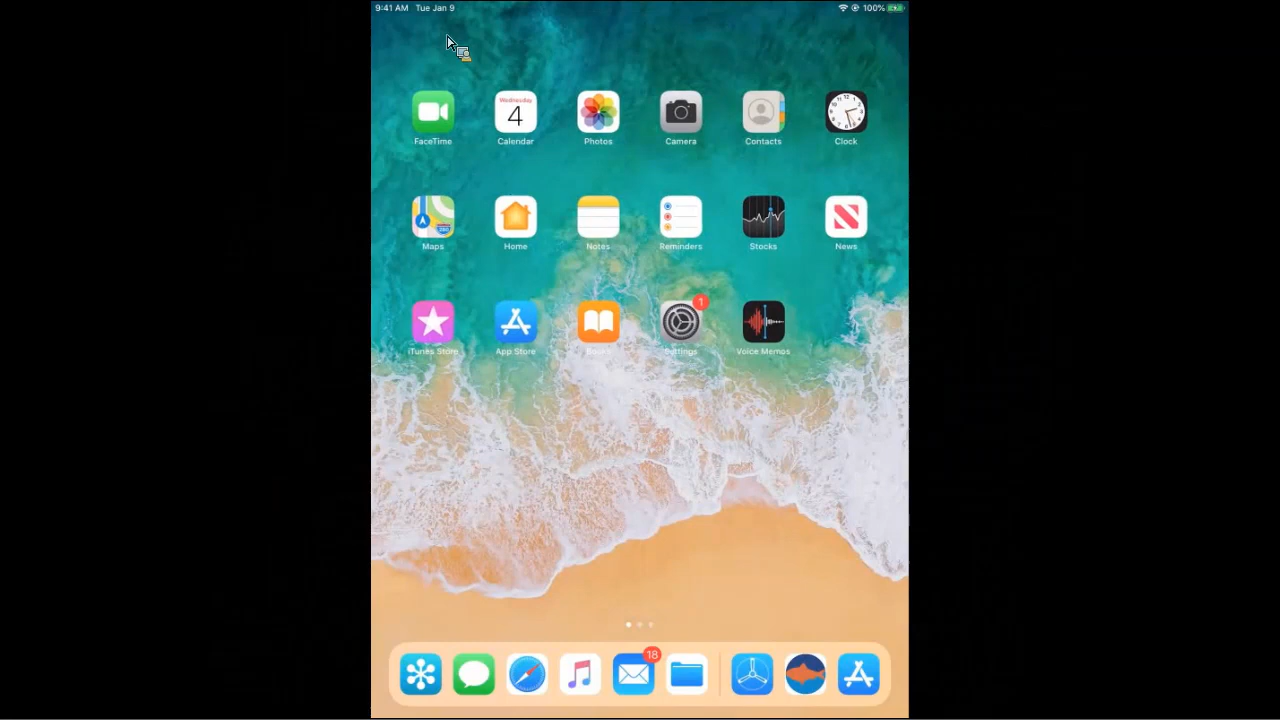 9:41 AM Tue Jan 9 100%
Wednesday
4
FaceTime Calendar Photos Camera Contacts Clock
Maps Home Notes Reminders Stocks News
1
iTunes Store App Store Books Settings Voice Memos
18